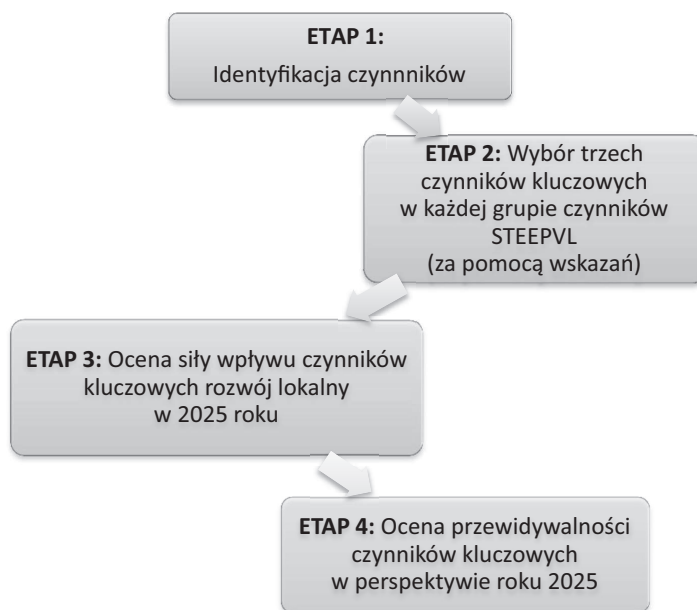 ETAP 1:
Identyfikacja czynnników
ETAP 2: Wybór trzech
czynników kluczowych
w każdej grupie czynników
STEEPVL
(za pomocą wskazań)
ETAP 3: Ocena siły wpływu czynników
kluczowych rozwój lokalny
w 2025 roku
ETAP 4: Ocena przewidywalności
czynników kluczowych
w perspektywie roku 2025